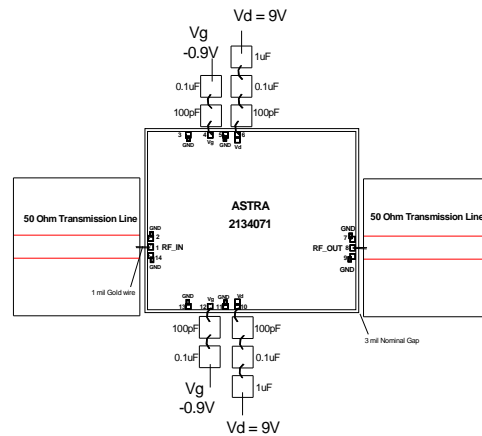 Vd = 9V
Vg
-0.9V
1uF
0.1uF
0.1uF
100pF
100pF
3
4
5
6
GND
Vg
GND
Vd
ASTRA
2134071
50 Ohm Transmission Line
50 Ohm Transmission Line
GND
2
1
RF_IN
14
GND
GND
7
RF_OUT
8
9
GND
1 mil Gold wire
3 mil Nominal Gap
GND
Vg
GND
Vd
13
12
11
10
100pF
100pF
0.1uF
0.1uF
1uF
Vg
-0.9V
Vd = 9V